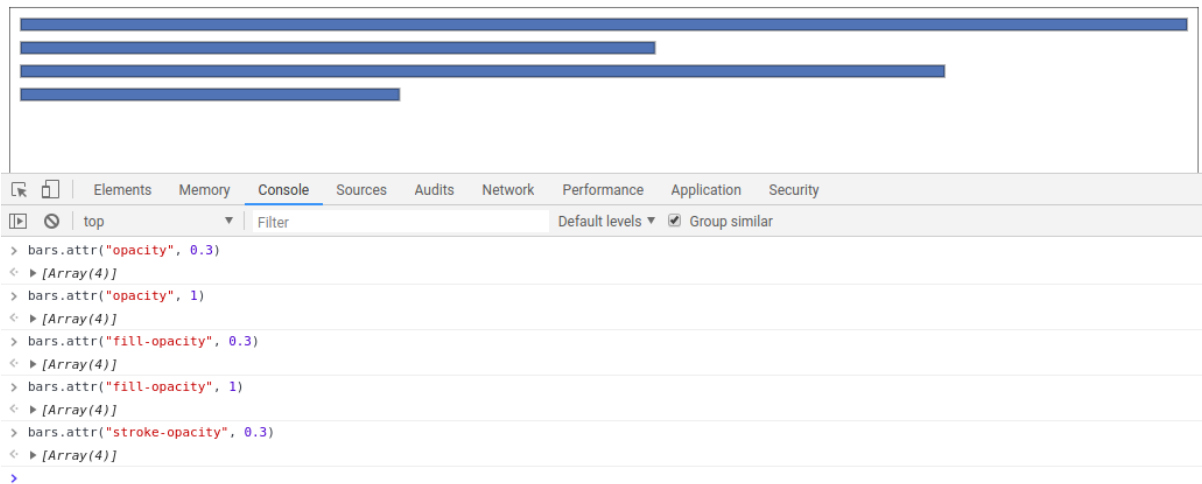 Elements Memory Console Sources Audits Network Performance Application Security
top Filter Default levels Group similar
bars.attr("opacity", 0.3)
[Array(4)]
bars.attr("opacity", 1)
[Array(4)]
bars.attr("fill-opacity", 0.3)
[Array(4)]
bars.attr("fill-opacity", 1)
[Array(4)]
bars.attr("stroke-opacity", 0.3)
[Array(4)]